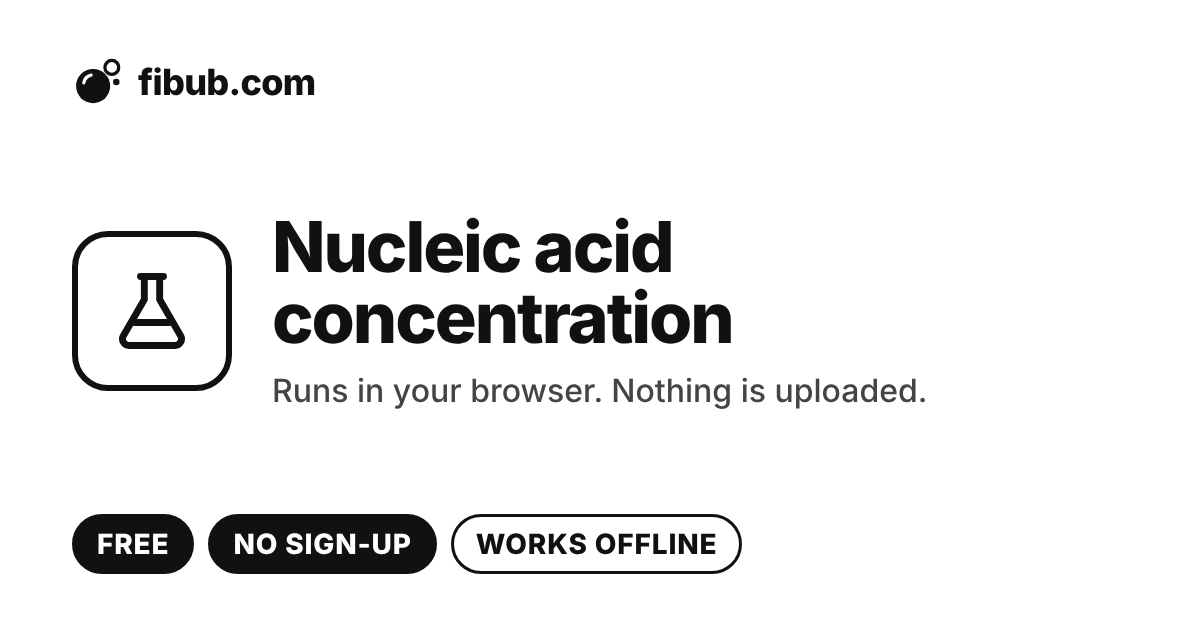 fibub.com
Nucleic acid
concentration
Runs in your browser. Nothing is uploaded.
FREE
NO SIGN-UP
WORKS OFFLINE